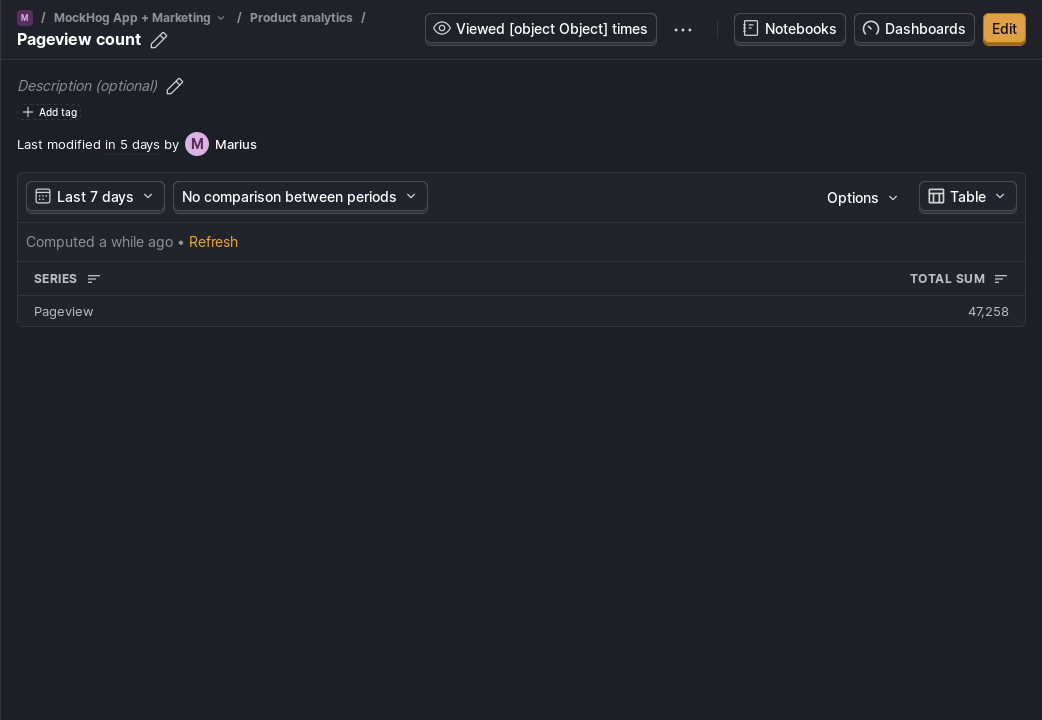 M / MockHog App + Marketing / Product analytics /
Pageview count
Viewed [object Object] times
Notebooks
Dashboards
Edit
Description (optional)
Add tag
Last modified in 5 days by M Marius
Last 7 days
No comparison between periods
Options
Table
Computed a while ago • Refresh
SERIES TOTAL SUM
Pageview 47,258